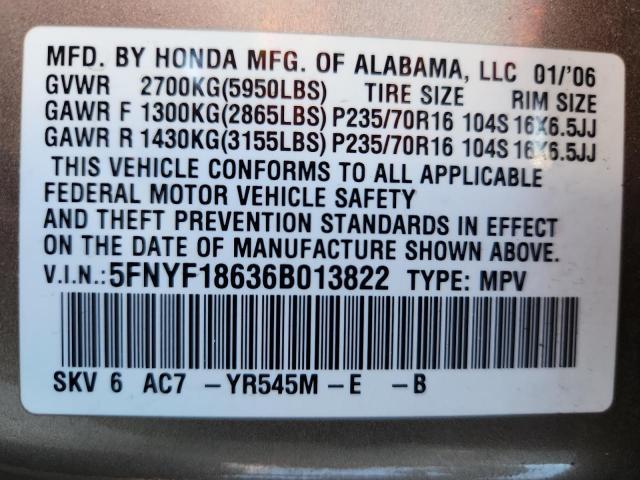 MFD. BY HONDA MFG. OF ALABAMA, LLC 01/'06
GVWR 2700KG(5950LBS) TIRE SIZE RIM SIZE
GAWR F 1300KG(2865LBS) P235/70R16 104S 16X6.5JJ
GAWR R 1430KG(3155LBS) P235/70R16 104S 16X6.5JJ
THIS VEHICLE CONFORMS TO ALL APPLICABLE
FEDERAL MOTOR VEHICLE SAFETY
AND THEFT PREVENTION STANDARDS IN EFFECT
ON THE DATE OF MANUFACTURE SHOWN ABOVE.
V.I.N.:5FNYF18636B013822 TYPE: MPV
SKV 6 AC7 -YR545M -E -B